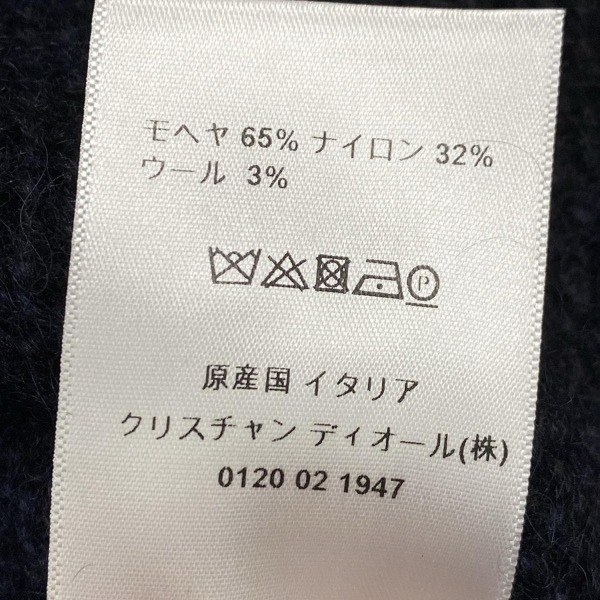 モヘヤ 65% ナイロン 32%
ウール 3%
P
原産国 イタリア
クリスチャン ディオール(株)
0120 02 1947